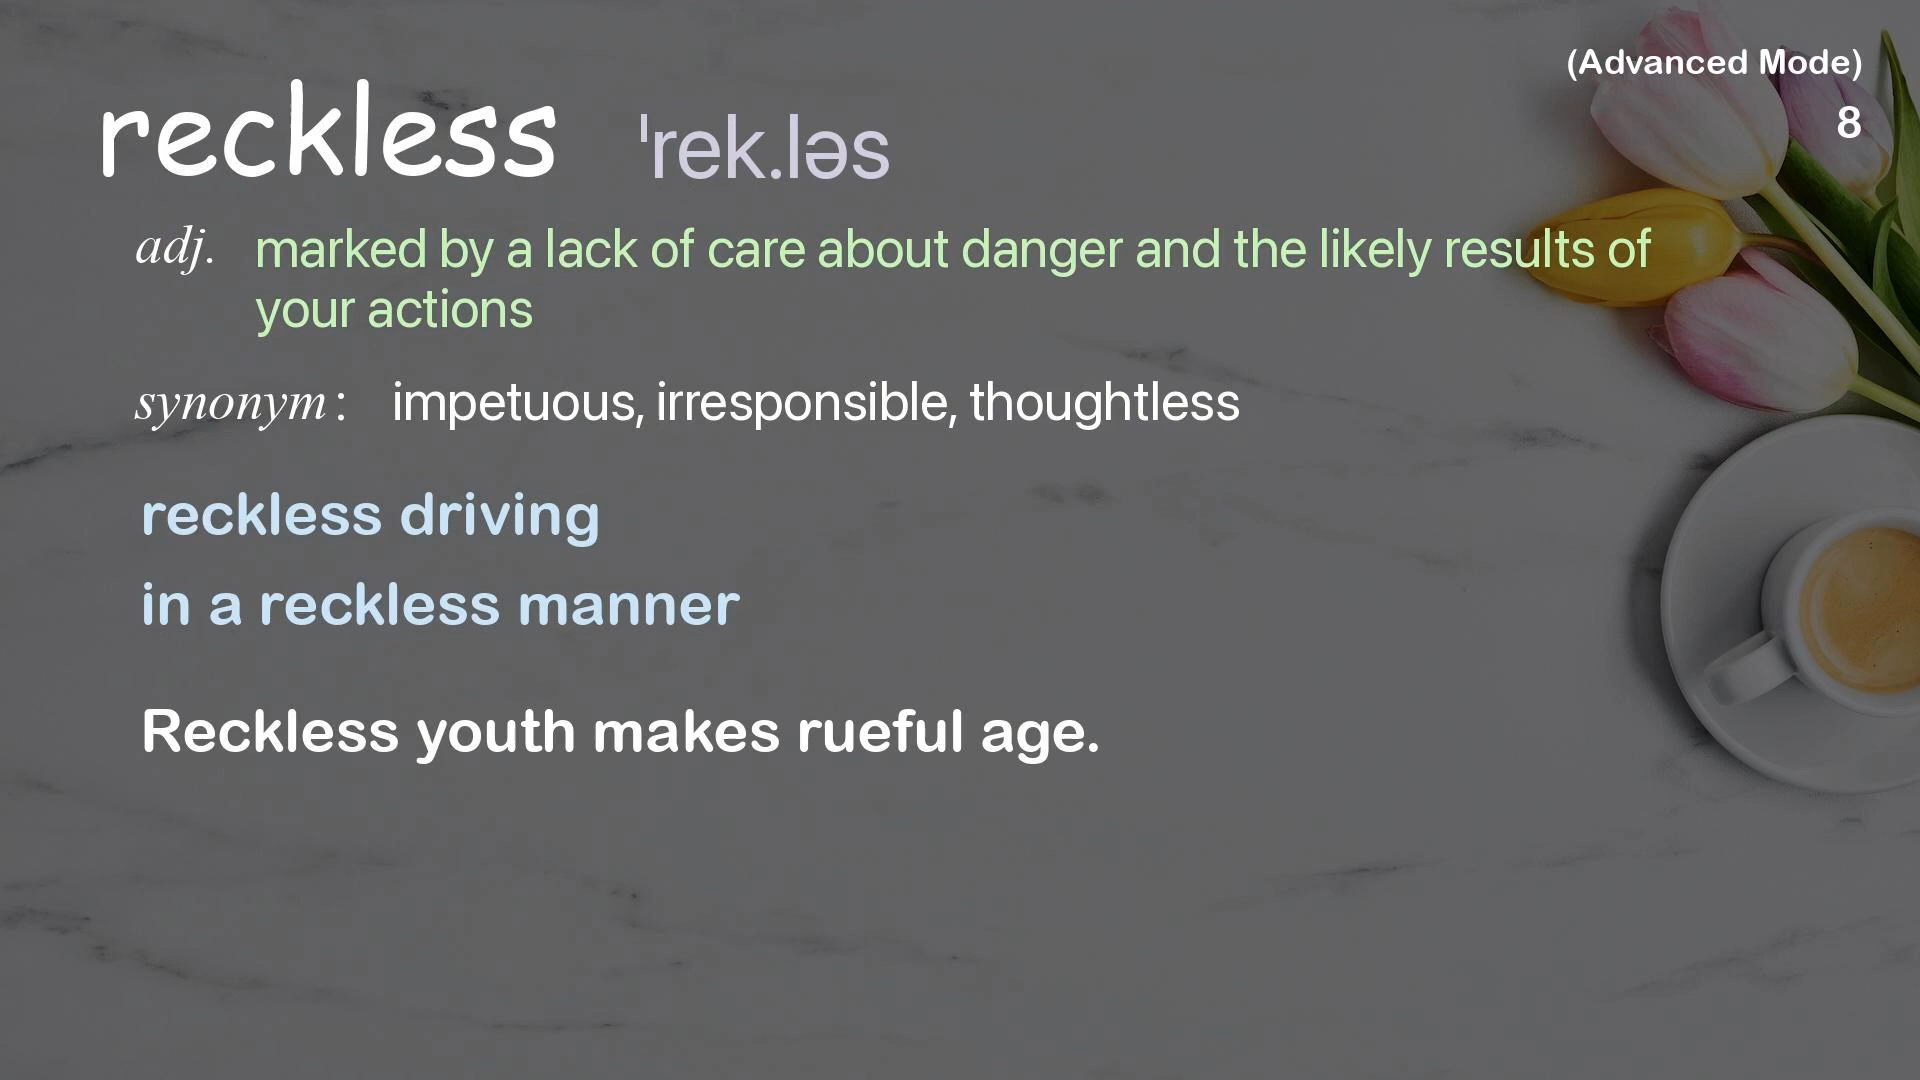 (Advanced Mode)
8
reckless ˈrek.ləs
adj. marked by a lack of care about danger and the likely results of
your actions
synonym: impetuous, irresponsible, thoughtless
reckless driving
in a reckless manner
Reckless youth makes rueful age.